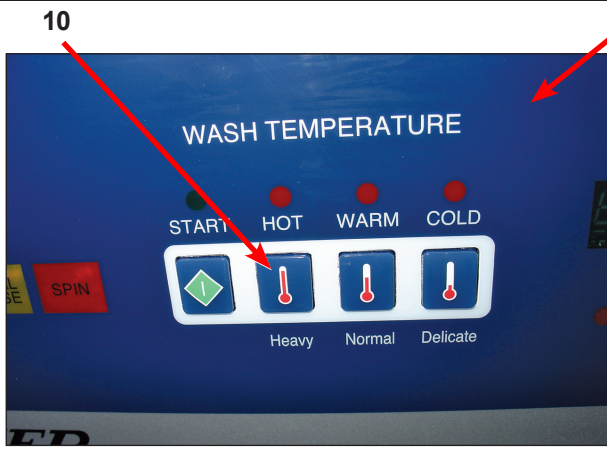 10
WASH TEMPERATURE
START HOT WARM COLD
SPIN
Heavy Normal Delicate